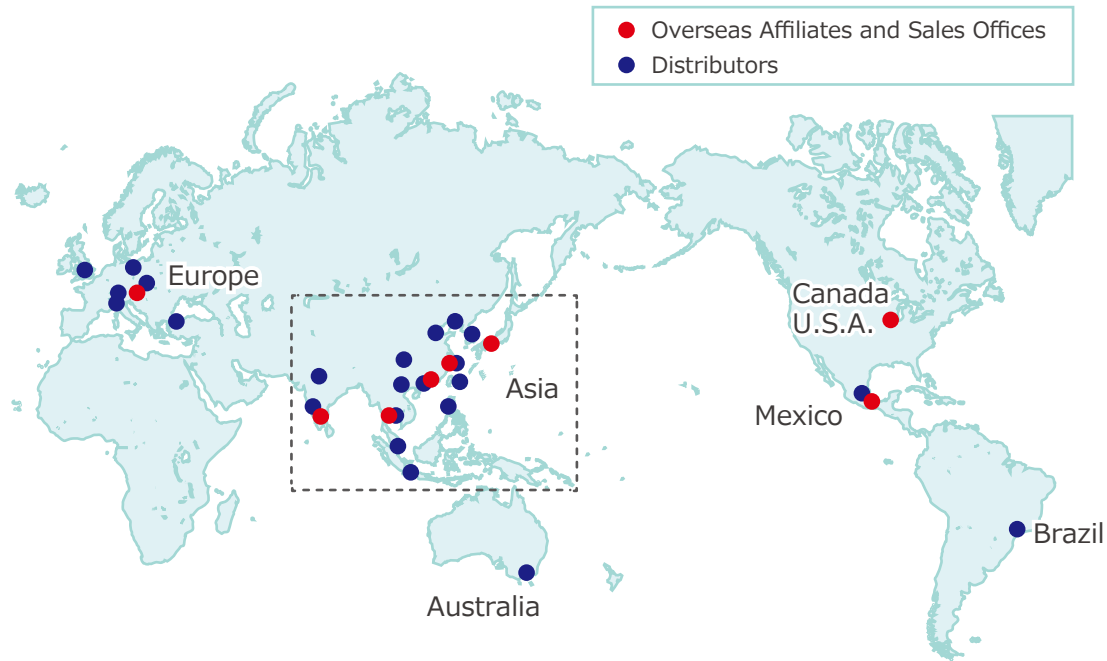 Overseas Affiliates and Sales Offices
Distributors
Europe
Canada
U.S.A.
Asia
Mexico
Brazil
Australia